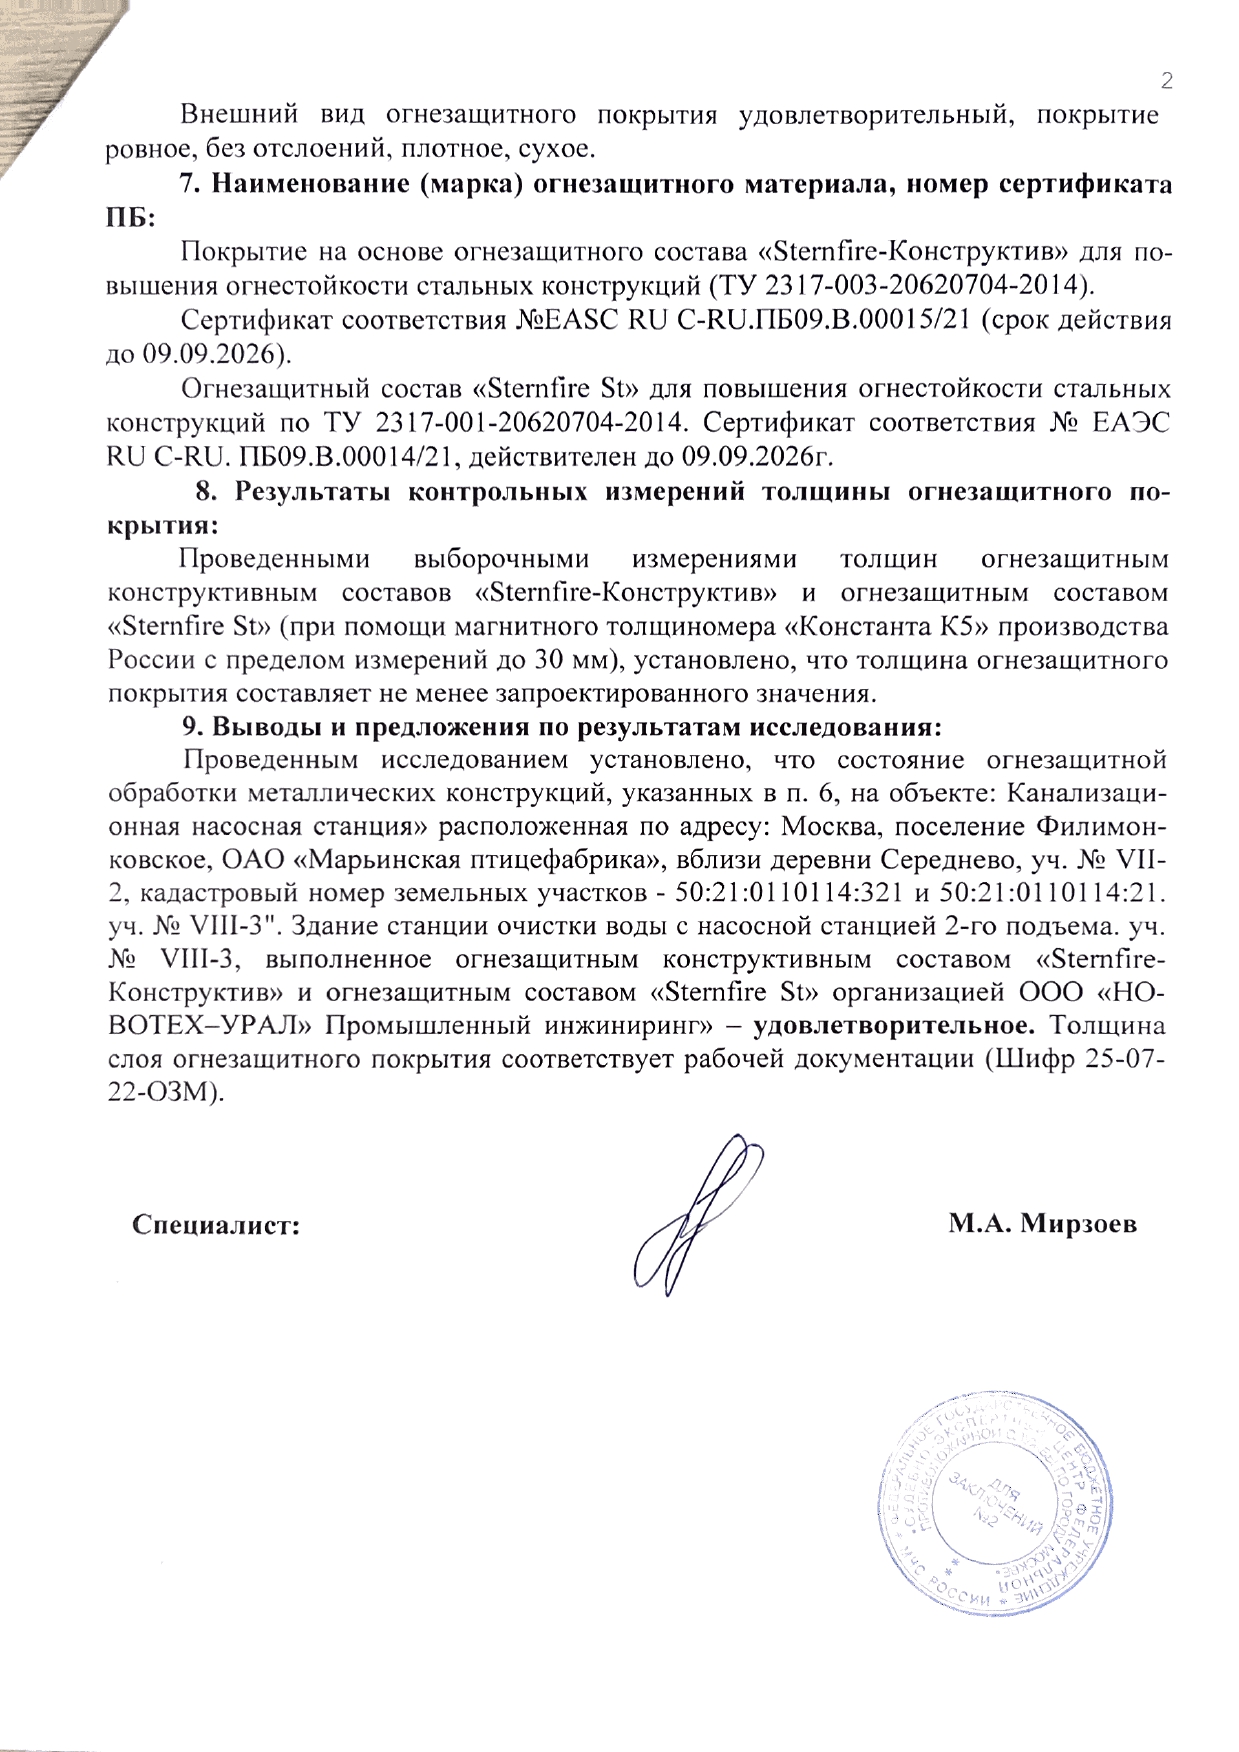 2
Внешний вид огнезащитного покрытия удовлетворительный, покрытие
ровное, без отслоений, плотное, сухое.
7. Наименование (марка) огнезащитного материала, номер сертификата
ПБ:
Покрытие на основе огнезащитного состава «Sternfire-Конструктив» для по-
вышения огнестойкости стальных конструкций (ТУ 2317-003-20620704-2014).
Сертификат соответствия №EASC RU C-RU.ПБ09.В.00015/21 (срок действия
до 09.09.2026).
Огнезащитный состав «Sternfire St» для повышения огнестойкости стальных
конструкций по ТУ 2317-001-20620704-2014. Сертификат соответствия № ЕАЭС
RU C-RU. ПБ09.В.00014/21, действителен до 09.09.2026г.
8. Результаты контрольных измерений толщины огнезащитного по-
крытия:
Проведенными выборочными измерениями толщин огнезащитным
конструктивным составов «Sternfire-Конструктив» и огнезащитным составом
«Sternfire St» (при помощи магнитного толщиномера «Константа К5» производства
России с пределом измерений до 30 мм), установлено, что толщина огнезащитного
покрытия составляет не менее запроектированного значения.
9. Выводы и предложения по результатам исследования:
Проведенным исследованием установлено, что состояние огнезащитной
обработки металлических конструкций, указанных в п. 6, на объекте: Канализаци-
онная насосная станция» расположенная по адресу: Москва, поселение Филимон-
ковское, ОАО «Марьинская птицефабрика», вблизи деревни Середнево, уч. № VII-
2, кадастровый номер земельных участков - 50:21:0110114:321 и 50:21:0110114:21.
уч. № VIII-3". Здание станции очистки воды с насосной станцией 2-го подъема. уч.
№ VIII-3, выполненное огнезащитным конструктивным составом «Sternfire-
Конструктив» и огнезащитным составом «Sternfire St» организацией ООО «НО-
ВОТЕХ–УРАЛ» Промышленный инжиниринг» – удовлетворительное. Толщина
слоя огнезащитного покрытия соответствует рабочей документации (Шифр 25-07-
22-ОЗМ).
Специалист:
М.А. Мирзоев
* ФЕДЕРАЛЬНОЕ ГОСУДАРСТВЕННОЕ БЮДЖЕТНОЕ УЧРЕЖДЕНИЕ * МЧС РОССИИ
* СУДЕБНО-ЭКСПЕРТНЫЙ ЦЕНТР ФЕДЕРАЛЬНОЙ
ПРОТИВОПОЖАРНОЙ СЛУЖБЫ ПО ГОРОДУ МОСКВЕ*
ДЛЯ
ЗАКЛЮЧЕНИЙ
№2